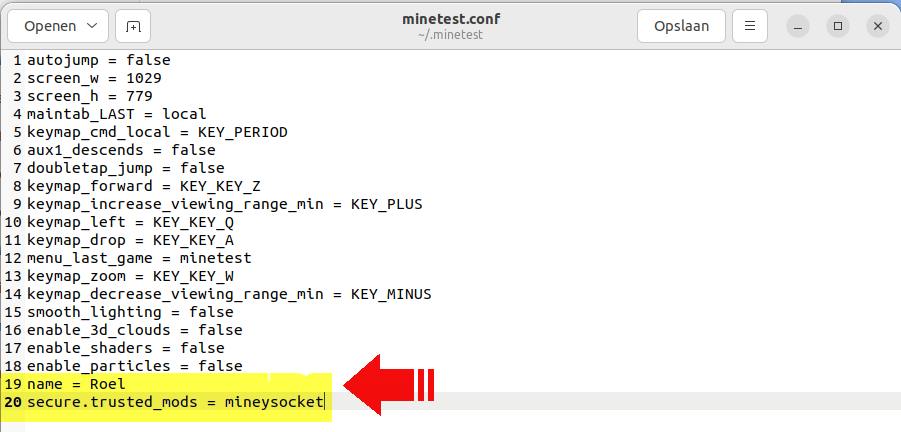 Openen
minetest.conf
~/.minetest
Opslaan
1 autojump = false
2 screen_w = 1029
3 screen_h = 779
4 maintab_LAST = local
5 keymap_cmd_local = KEY_PERIOD
6 aux1_descends = false
7 doubletap_jump = false
8 keymap_forward = KEY_KEY_Z
9 keymap_increase_viewing_range_min = KEY_PLUS
10 keymap_left = KEY_KEY_Q
11 keymap_drop = KEY_KEY_A
12 menu_last_game = minetest
13 keymap_zoom = KEY_KEY_W
14 keymap_decrease_viewing_range_min = KEY_MINUS
15 smooth_lighting = false
16 enable_3d_clouds = false
17 enable_shaders = false
18 enable_particles = false
19 name = Roel
20 secure.trusted_mods = mineysocket